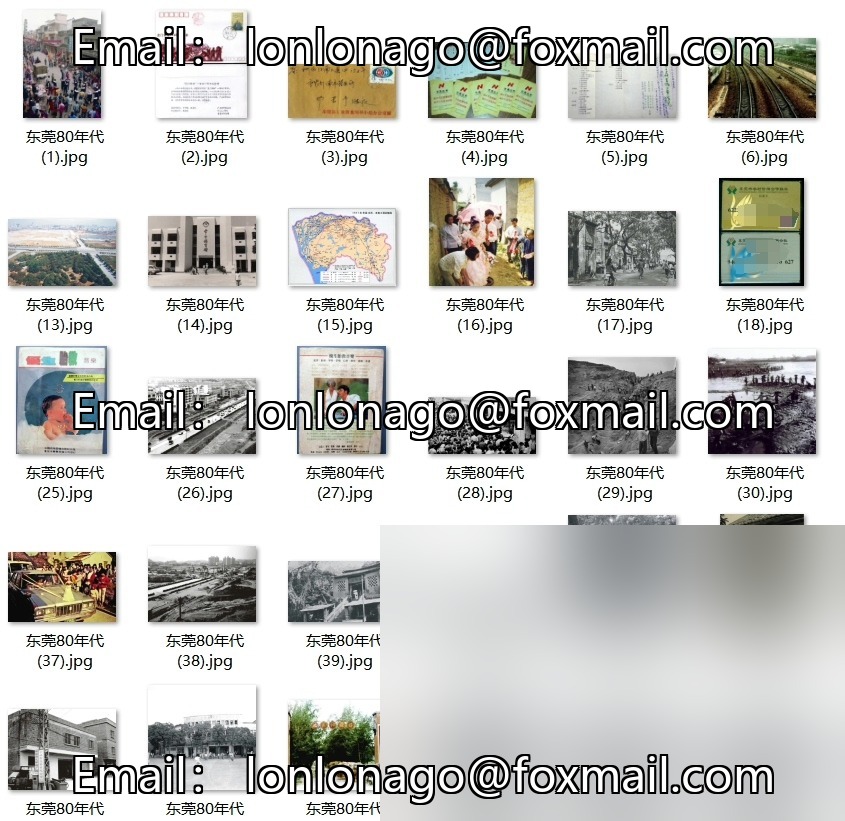 Email： lonlonago@foxmail.com
东莞80年代 东莞80年代 东莞80年代 东莞80年代 东莞80年代 东莞80年代
(1).jpg (2).jpg (3).jpg (4).jpg (5).jpg (6).jpg
东莞80年代 东莞80年代 东莞80年代 东莞80年代 东莞80年代 东莞80年代
(13).jpg (14).jpg (15).jpg (16).jpg (17).jpg (18).jpg
Email： lonlonago@foxmail.com
东莞80年代 东莞80年代 东莞80年代 东莞80年代 东莞80年代 东莞80年代
(25).jpg (26).jpg (27).jpg (28).jpg (29).jpg (30).jpg
东莞80年代 东莞80年代 东莞80年代
(37).jpg (38).jpg (39).jpg
Email： lonlonago@foxmail.com
东莞80年代 东莞80年代 东莞80年代